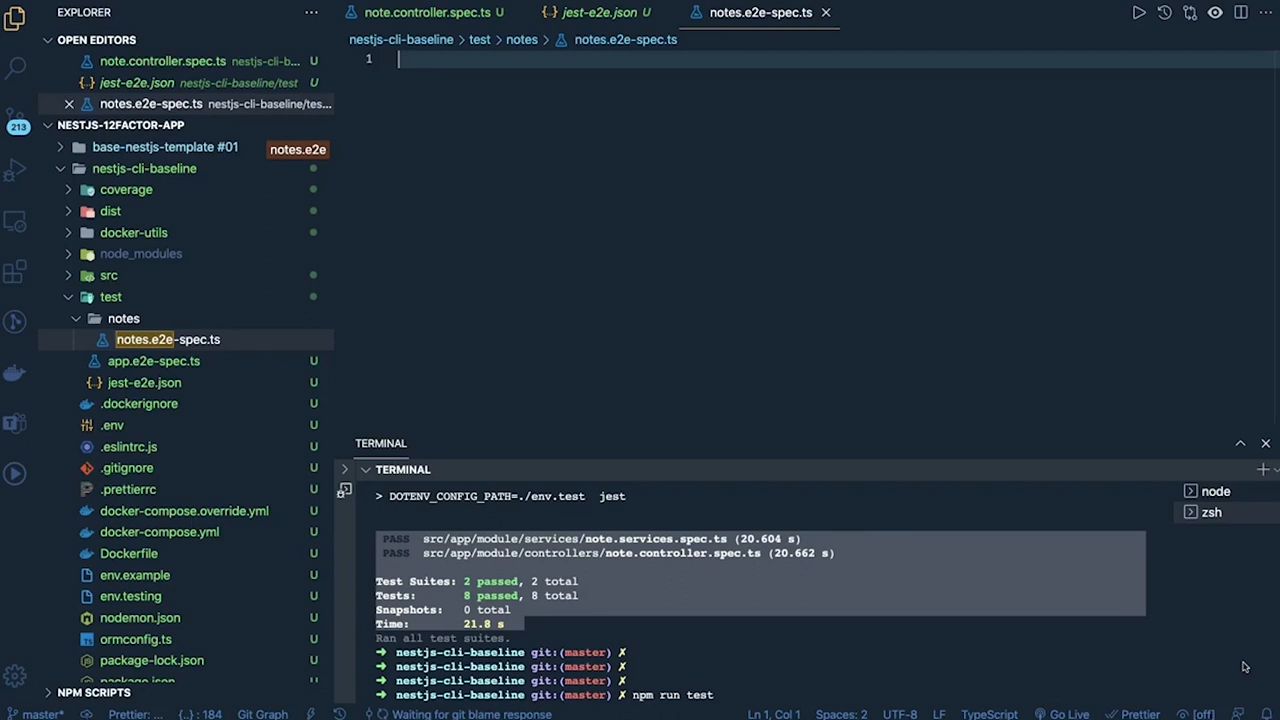 EXPLORER ···
OPEN EDITORS
note.controller.spec.ts nestjs-cli-b... U
jest-e2e.json nestjs-cli-baseline/test U
notes.e2e-spec.ts nestjs-cli-baseline/tes...
213
NESTJS-12FACTOR-APP
base-nestjs-template #01
notes.e2e
nestjs-cli-baseline
coverage
dist
docker-utils
node_modules
src
test
notes
notes.e2e-spec.ts
app.e2e-spec.ts U
jest-e2e.json U
.dockerignore U
.env U
.eslintrc.js U
.gitignore U
.prettierrc U
docker-compose.override.yml U
docker-compose.yml U
Dockerfile U
env.example U
env.testing U
nodemon.json U
ormconfig.ts U
package-lock.json U
package.json U
NPM SCRIPTS
note.controller.spec.ts U
jest-e2e.json U
notes.e2e-spec.ts
nestjs-cli-baseline > test > notes > notes.e2e-spec.ts
1
TERMINAL
TERMINAL
> DOTENV_CONFIG_PATH=./env.test jest
PASS src/app/module/services/note.services.spec.ts (20.604 s)
PASS src/app/module/controllers/note.controller.spec.ts (20.662 s)
Test Suites: 2 passed, 2 total
Tests: 8 passed, 8 total
Snapshots: 0 total
Time: 21.8 s
Ran all test suites.
➜ nestjs-cli-baseline git:(master) ✗
➜ nestjs-cli-baseline git:(master) ✗
➜ nestjs-cli-baseline git:(master) ✗
➜ nestjs-cli-baseline git:(master) ✗ npm run test
node
zsh
master* Prettier: ... {..} : 184 Git Graph Waiting for git blame response Ln 1, Col 1 Spaces: 2 UTF-8 LF TypeScript Go Live Prettier [off]